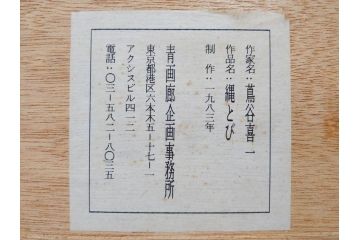 作家名：蔦谷喜一
作品名：縄とび
制　作：一九八三年
青画廊企画事務所
東京都港区六本木五－十七－一
アクシスビル四一二
電話：〇三－五八二－八〇三五